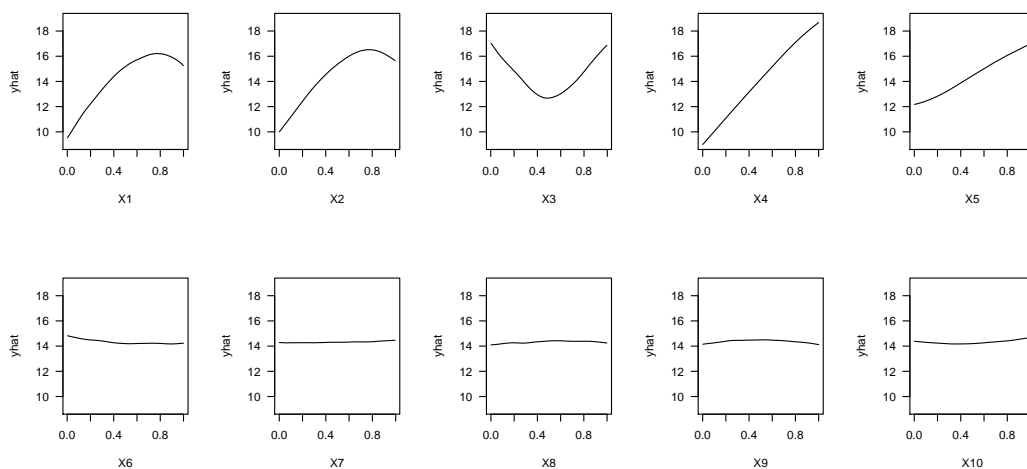 yhat 18 16 14 12 10 0.0 0.4 0.8 X1
yhat 18 16 14 12 10 0.0 0.4 0.8 X2
yhat 18 16 14 12 10 0.0 0.4 0.8 X3
yhat 18 16 14 12 10 0.0 0.4 0.8 X4
yhat 18 16 14 12 10 0.0 0.4 0.8 X5
yhat 18 16 14 12 10 0.0 0.4 0.8 X6
yhat 18 16 14 12 10 0.0 0.4 0.8 X7
yhat 18 16 14 12 10 0.0 0.4 0.8 X8
yhat 18 16 14 12 10 0.0 0.4 0.8 X9
yhat 18 16 14 12 10 0.0 0.4 0.8 X10